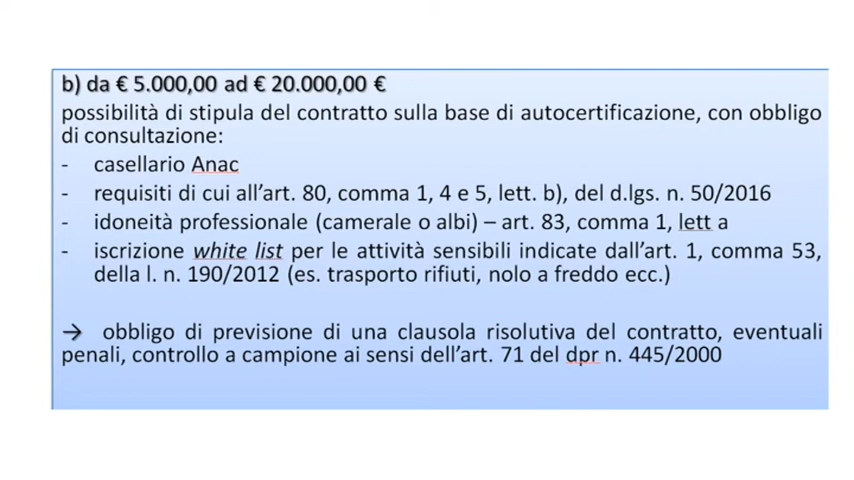 b) da € 5.000,00 ad € 20.000,00 €
possibilità di stipula del contratto sulla base di autocertificazione, con obbligo
di consultazione:
- casellario Anac
- requisiti di cui all'art. 80, comma 1, 4 e 5, lett. b), del d.lgs. n. 50/2016
- idoneità professionale (camerale o albi) – art. 83, comma 1, lett a
- iscrizione white list per le attività sensibili indicate dall'art. 1, comma 53,
della l. n. 190/2012 (es. trasporto rifiuti, nolo a freddo ecc.)
→ obbligo di previsione di una clausola risolutiva del contratto, eventuali
penali, controllo a campione ai sensi dell'art. 71 del dpr n. 445/2000